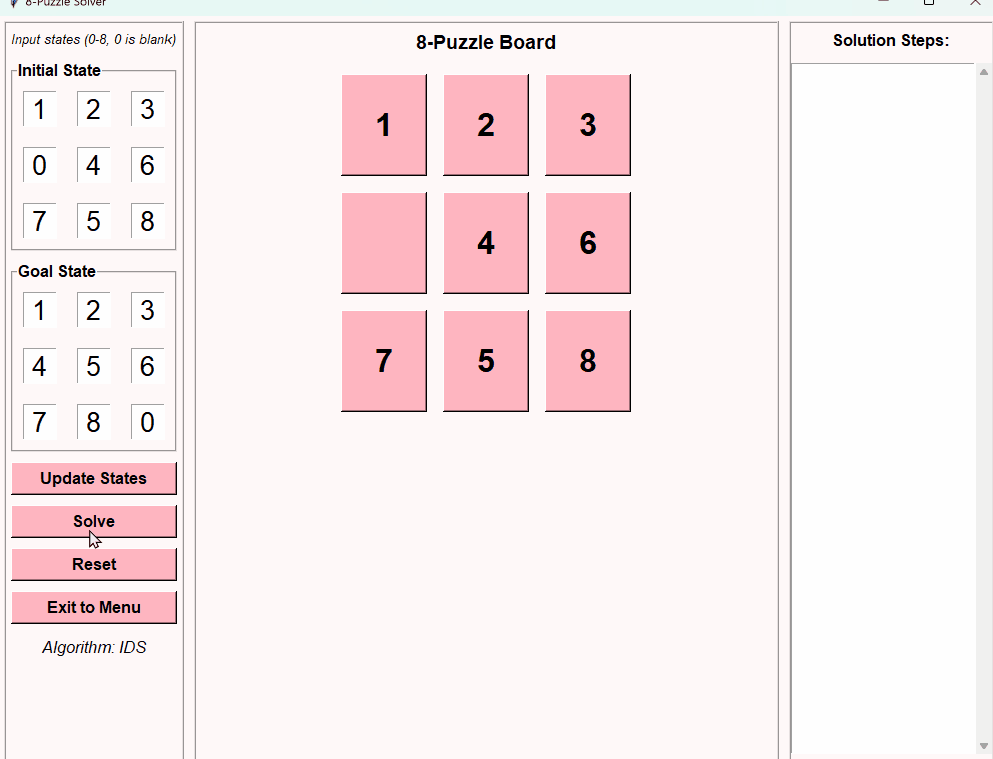 8-Puzzle Solver
Input states (0-8, 0 is blank)
Initial State
1 2 3
0 4 6
7 5 8
Goal State
1 2 3
4 5 6
7 8 0
Update States
Solve
Reset
Exit to Menu
Algorithm: IDS
8-Puzzle Board
1 2 3
4 6
7 5 8
Solution Steps: